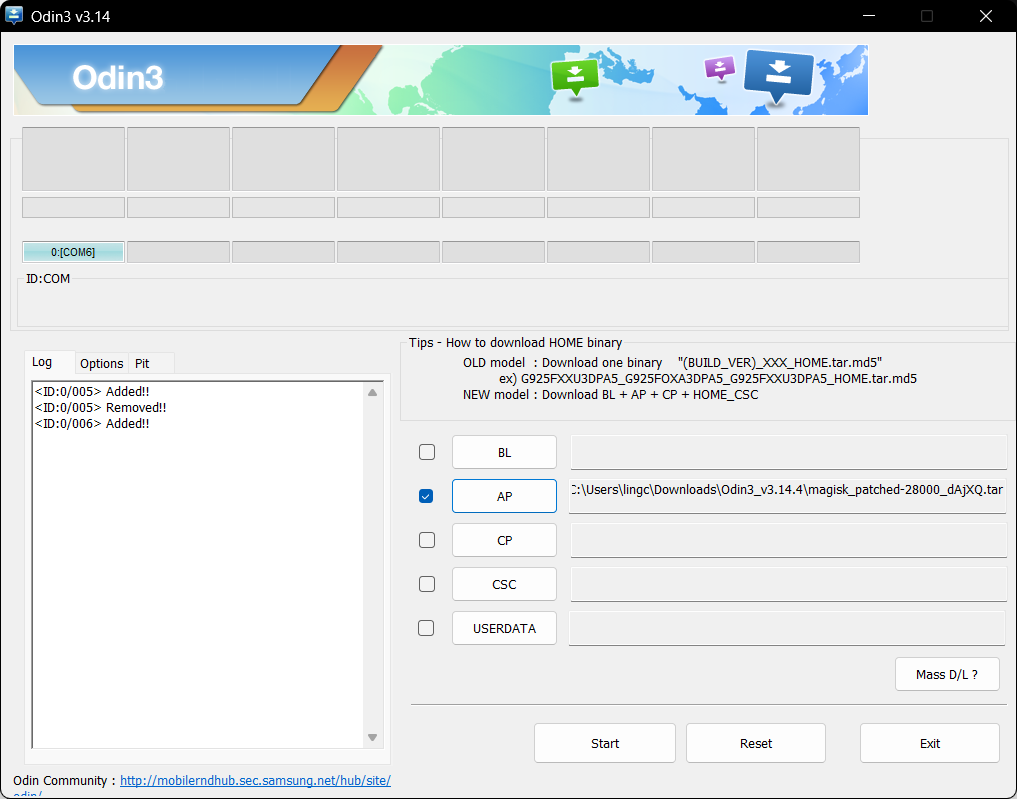 Odin3 v3.14
Odin3
0:[COM6]
ID:COM
Log
Options
Pit
<ID:0/005> Added!!
<ID:0/005> Removed!!
<ID:0/006> Added!!
Tips - How to download HOME binary
OLD model : Download one binary "(BUILD_VER)_XXX_HOME.tar.md5"
ex) G925FXXU3DPA5_G925FOXA3DPA5_G925FXXU3DPA5_HOME.tar.md5
NEW model : Download BL + AP + CP + HOME_CSC
BL
AP
C:\Users\lingc\Downloads\Odin3_v3.14.4\magisk_patched-28000_dAjXQ.tar
CP
CSC
USERDATA
Mass D/L ?
Start
Reset
Exit
Odin Community : http://mobilerndhub.sec.samsung.net/hub/site/
odin/